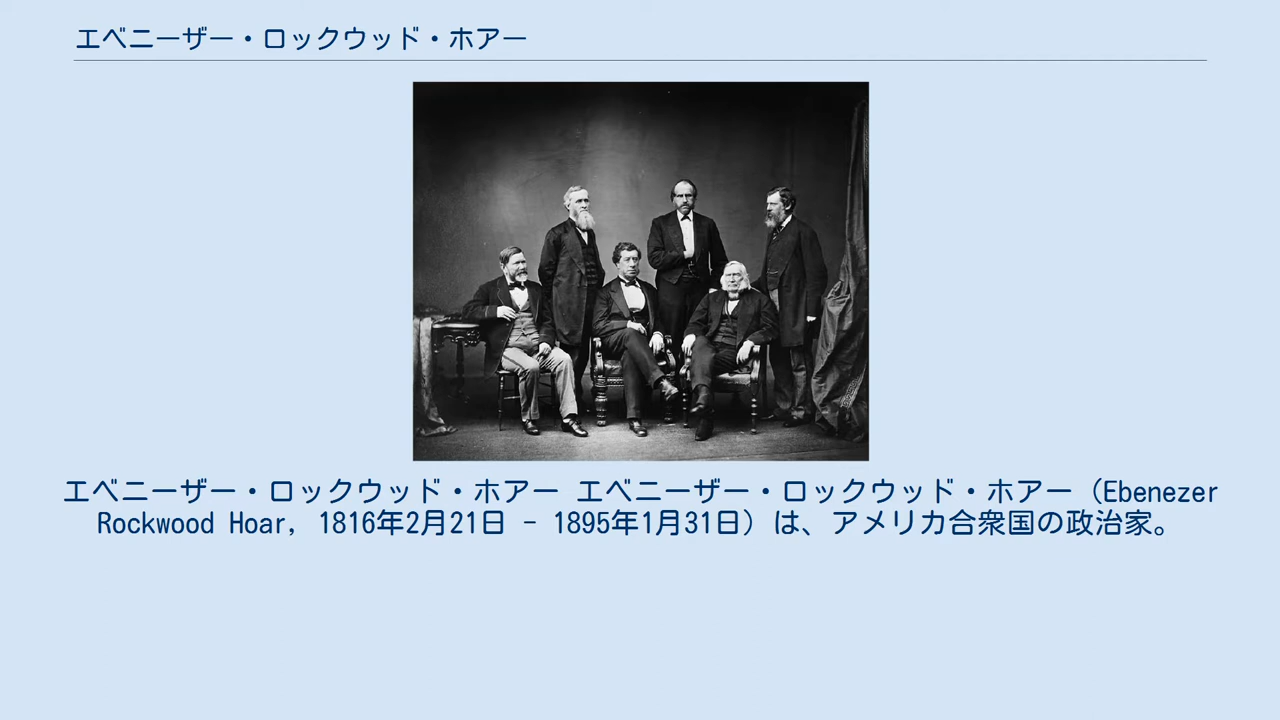 エベニーザー・ロックウッド・ホアー
エベニーザー・ロックウッド・ホアー エベニーザー・ロックウッド・ホアー（Ebenezer
Rockwood Hoar, 1816年2月21日 - 1895年1月31日）は、アメリカ合衆国の政治家。